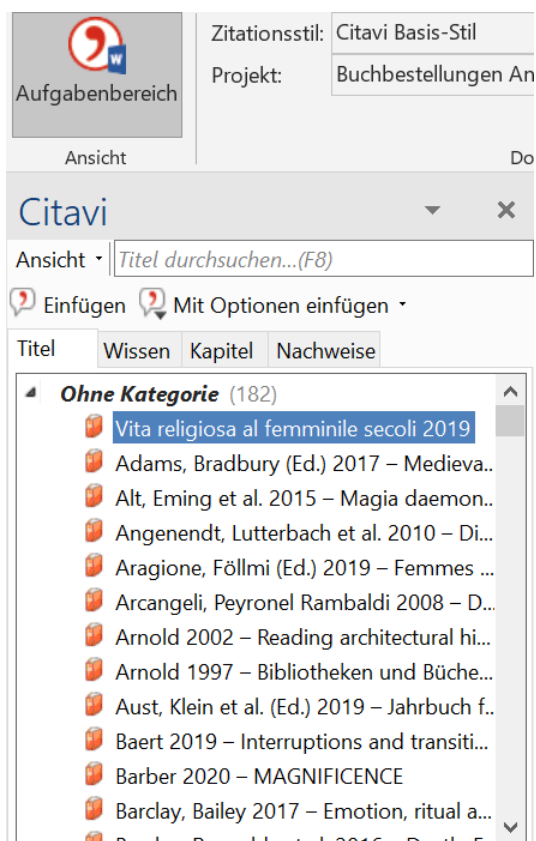 Zitationsstil: Citavi Basis-Stil
Aufgabenbereich
Projekt: Buchbestellungen An
Ansicht
Do
Citavi
Ansicht Titel durchsuchen...(F8)
Einfügen Mit Optionen einfügen
Titel Wissen Kapitel Nachweise
Ohne Kategorie (182)
Vita religiosa al femminile secoli 2019
Adams, Bradbury (Ed.) 2017 – Medieva..
Alt, Eming et al. 2015 – Magia daemon..
Angenendt, Lutterbach et al. 2010 – Di...
Aragione, Föllmi (Ed.) 2019 – Femmes ...
Arcangeli, Peyronel Rambaldi 2008 – D...
Arnold 2002 – Reading architectural hi...
Arnold 1997 – Bibliotheken und Büche...
Aust, Klein et al. (Ed.) 2019 – Jahrbuch f..
Baert 2019 – Interruptions and transiti...
Barber 2020 – MAGNIFICENCE
Barclay, Bailey 2017 – Emotion, ritual a...